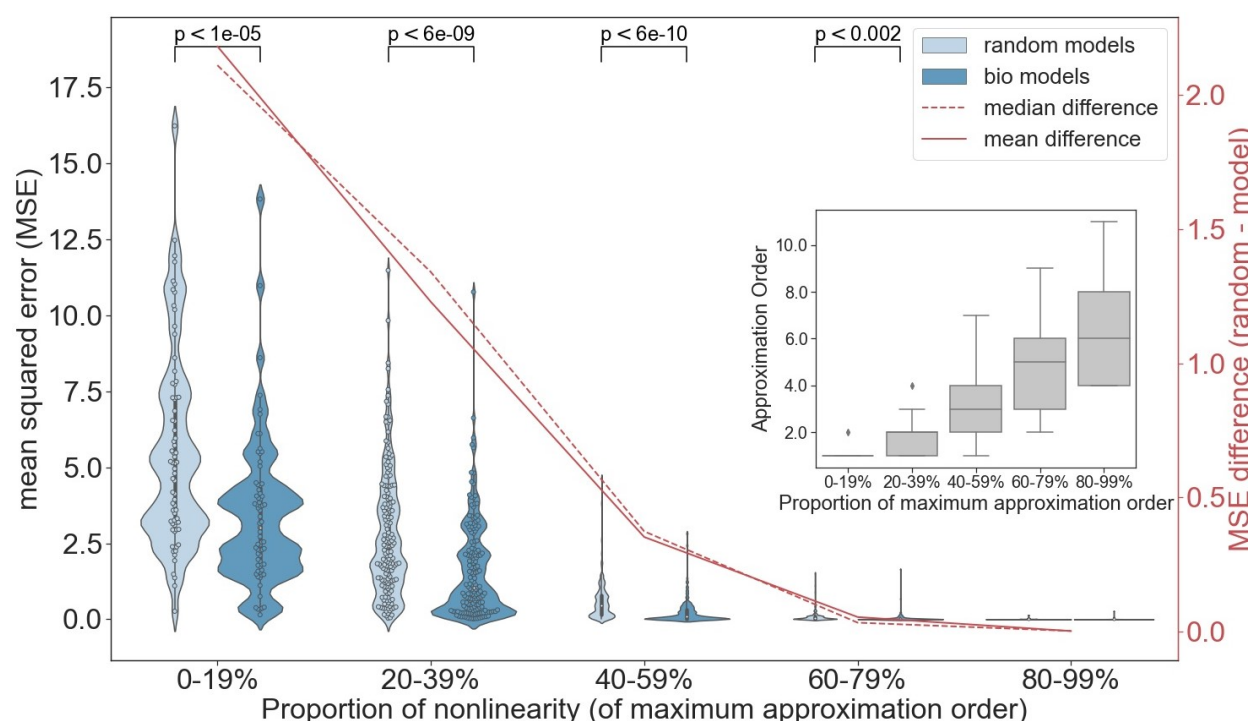 p < 1e-05
p < 6e-09
p < 6e-10
p < 0.002
random models
bio models
median difference
mean difference
mean squared error (MSE)
17.5
15.0
12.5
10.0
7.5
5.0
2.5
0.0
2.0
1.0
0.5
0.0
MSE difference (random - model)
Approximation Order
10.0
8.0
6.0
4.0
2.0
0-19%
20-39%
40-59%
60-79%
80-99%
Proportion of maximum approximation order
0-19%
20-39%
40-59%
60-79%
80-99%
Proportion of nonlinearity (of maximum approximation order)